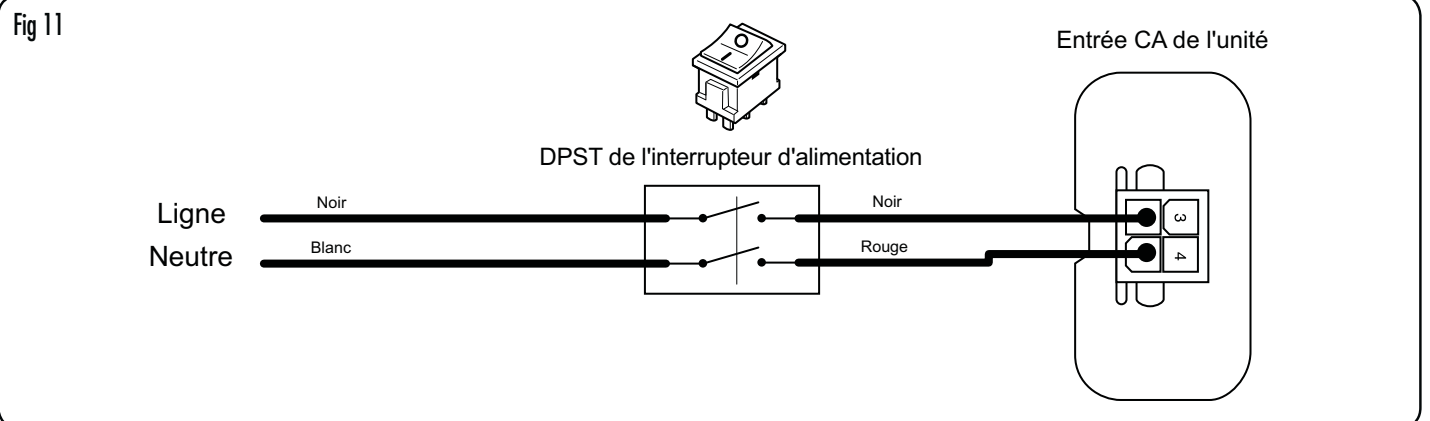 Fig 11
Entrée CA de l'unité
DPST de l'interrupteur d'alimentation
Ligne
Noir
Noir
3
Neutre
Blanc
Rouge
4